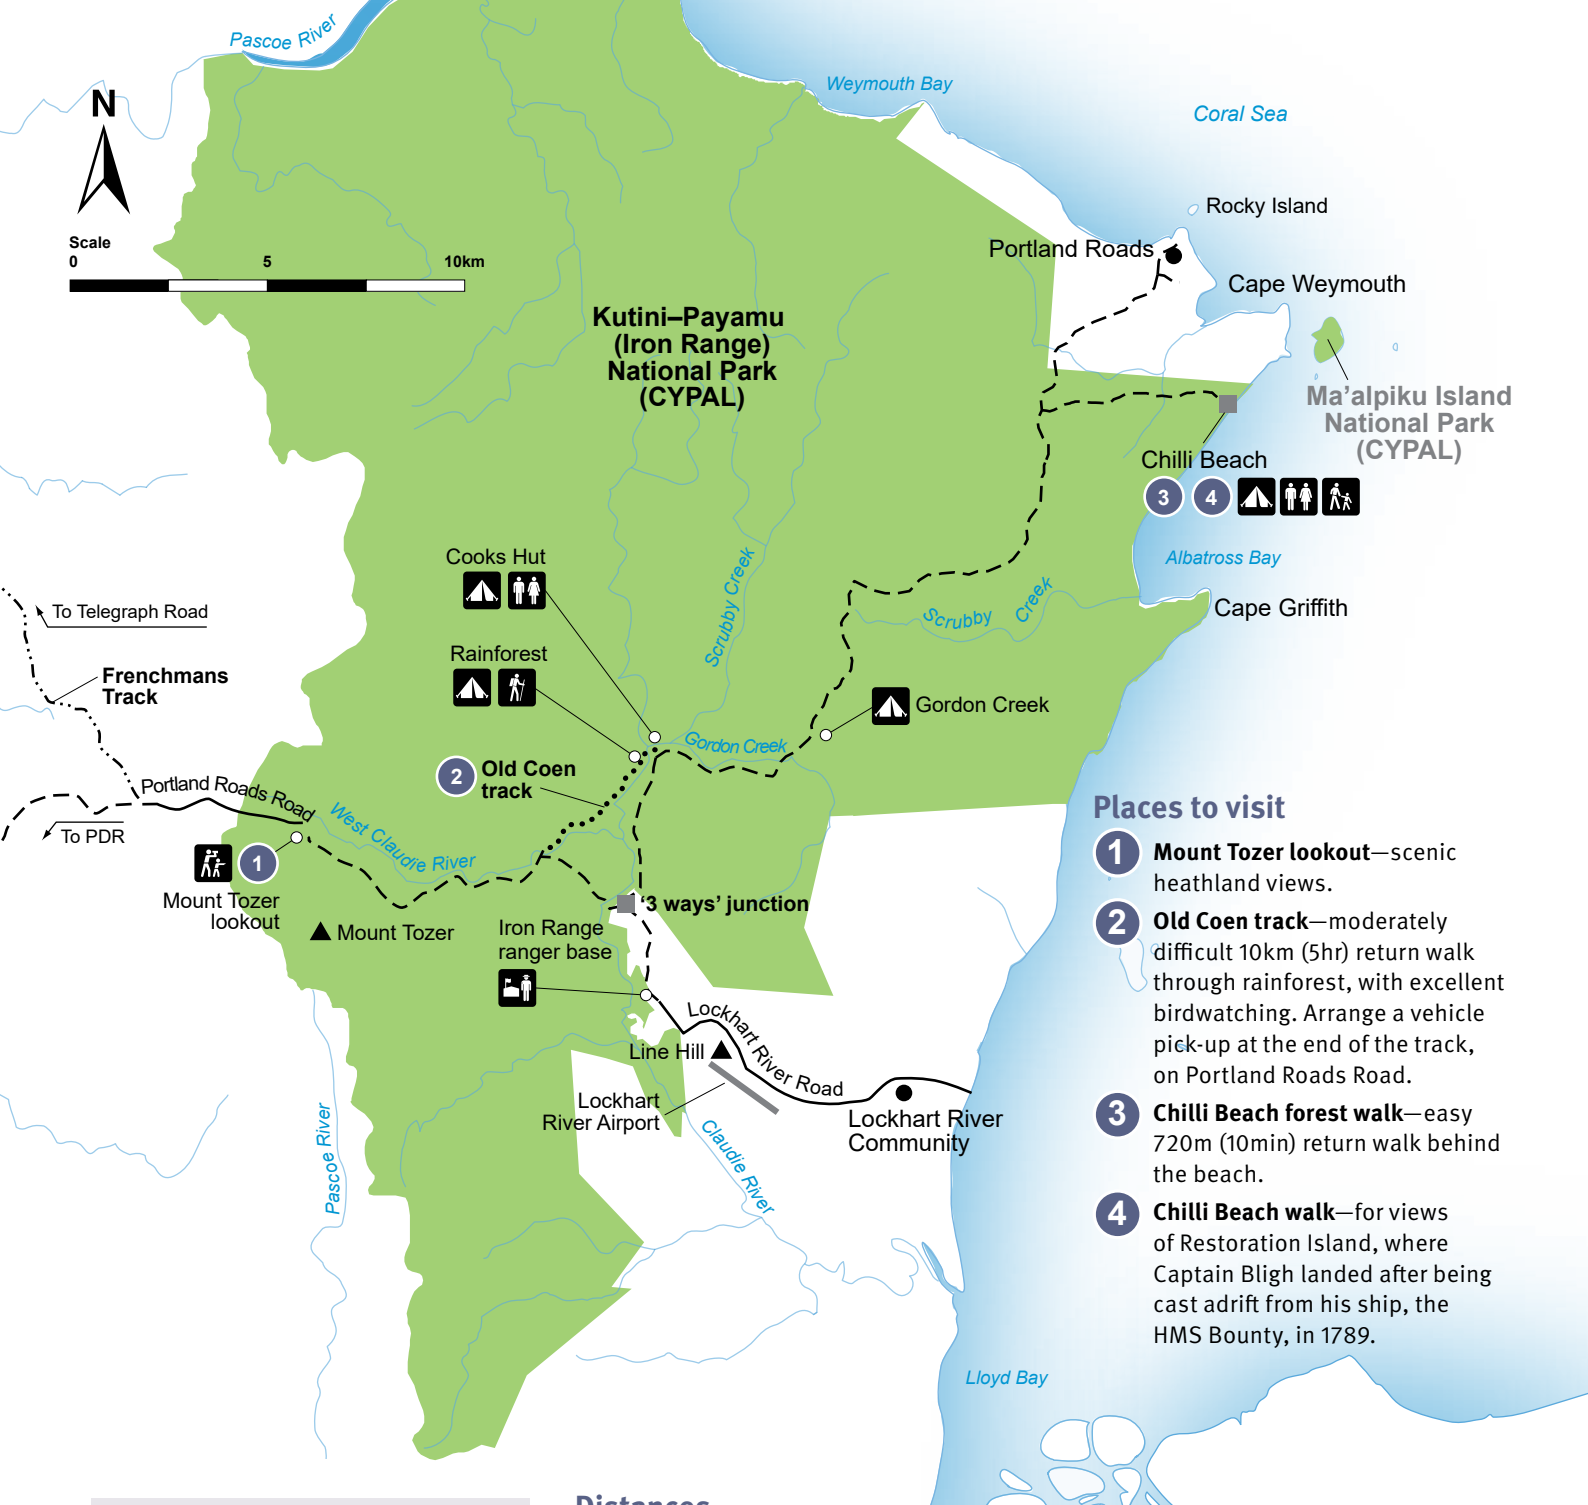 Pascoe River
N
Scale
0 5 10km
Weymouth Bay
Coral Sea
Rocky Island
Portland Roads
Cape Weymouth
Kutini–Payamu
(Iron Range)
National Park
(CYPAL)
Ma’alpiku Island
National Park
(CYPAL)
Chilli Beach
3 4
Albatross Bay
Cape Griffith
Cooks Hut
Scrubby Creek
Scrubby Creek
To Telegraph Road
Frenchmans
Track
Rainforest
Gordon Creek
Gordon Creek
2 Old Coen
track
Portland Roads Road
To PDR
West Claudie River
1
Mount Tozer
lookout
Mount Tozer
‘3 ways’ junction
Iron Range
ranger base
Lockhart River Road
Line Hill
Lockhart
River Airport
Lockhart River
Community
Claudie River
Pascoe River
Lloyd Bay
Places to visit
1 Mount Tozer lookout—scenic
heathland views.
2 Old Coen track—moderately
difficult 10km (5hr) return walk
through rainforest, with excellent
birdwatching. Arrange a vehicle
pick-up at the end of the track,
on Portland Roads Road.
3 Chilli Beach forest walk—easy
720m (10min) return walk behind
the beach.
4 Chilli Beach walk—for views
of Restoration Island, where
Captain Bligh landed after being
cast adrift from his ship, the
HMS Bounty, in 1789.
Distances